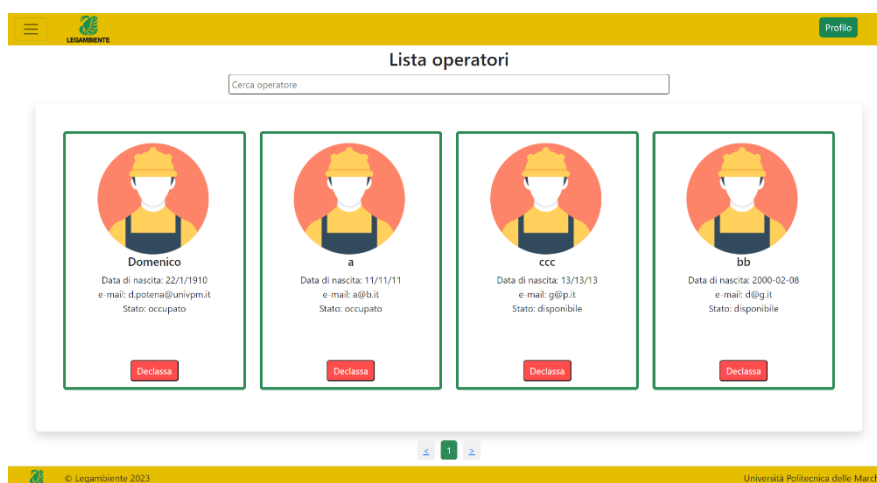 LEGAMBIENTE
Profilo
Lista operatori
Cerca operatore
Domenico
Data di nascita: 22/1/1910
e-mail: d.potena@univpm.it
Stato: occupato
Declassa
a
Data di nascita: 11/11/11
e-mail: a@b.it
Stato: occupato
Declassa
ccc
Data di nascita: 13/13/13
e-mail: g@p.it
Stato: disponibile
Declassa
bb
Data di nascita: 2000-02-08
e-mail: d@g.it
Stato: disponibile
Declassa
< 1 >
© Legambiente 2023
Università Politecnica delle March